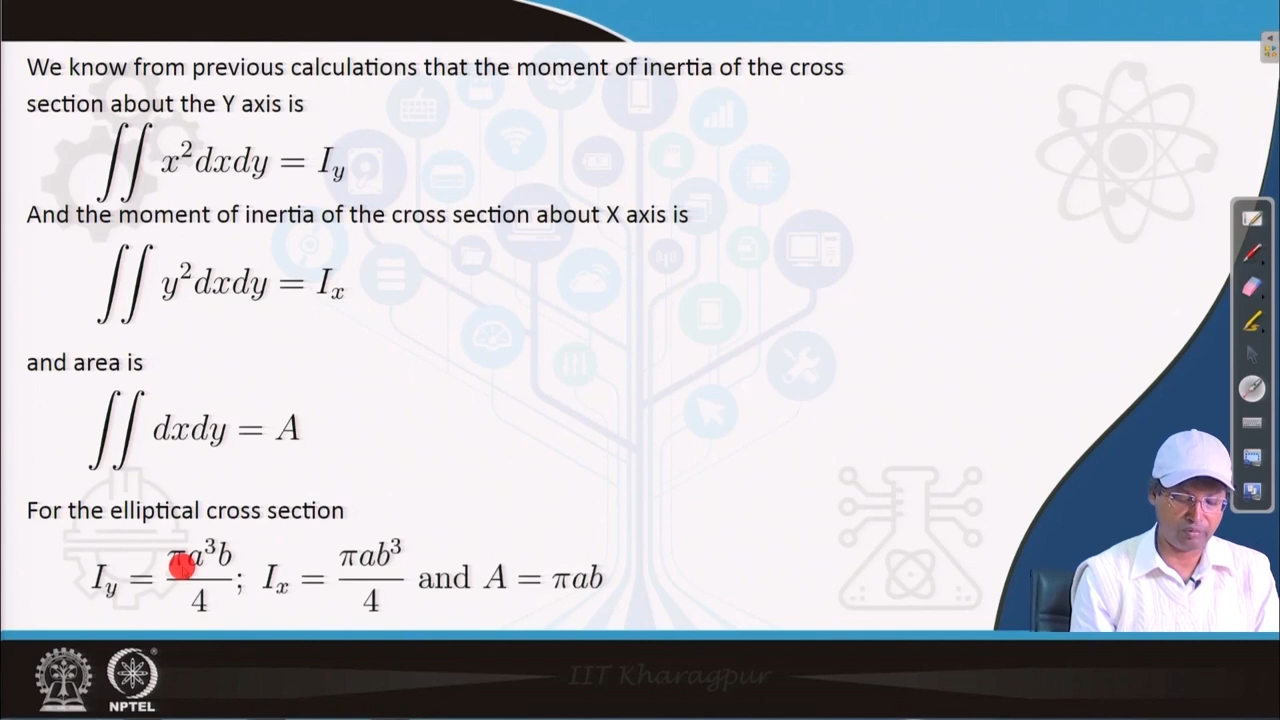 We know from previous calculations that the moment of inertia of the cross
section about the Y axis is
∬ x²dxdy = I_y
And the moment of inertia of the cross section about X axis is
∬ y²dxdy = I_x
and area is
∬ dxdy = A
For the elliptical cross section
I_y = πa³b/4; I_x = πab³/4 and A = πab
IIT Kharagpur
NPTEL